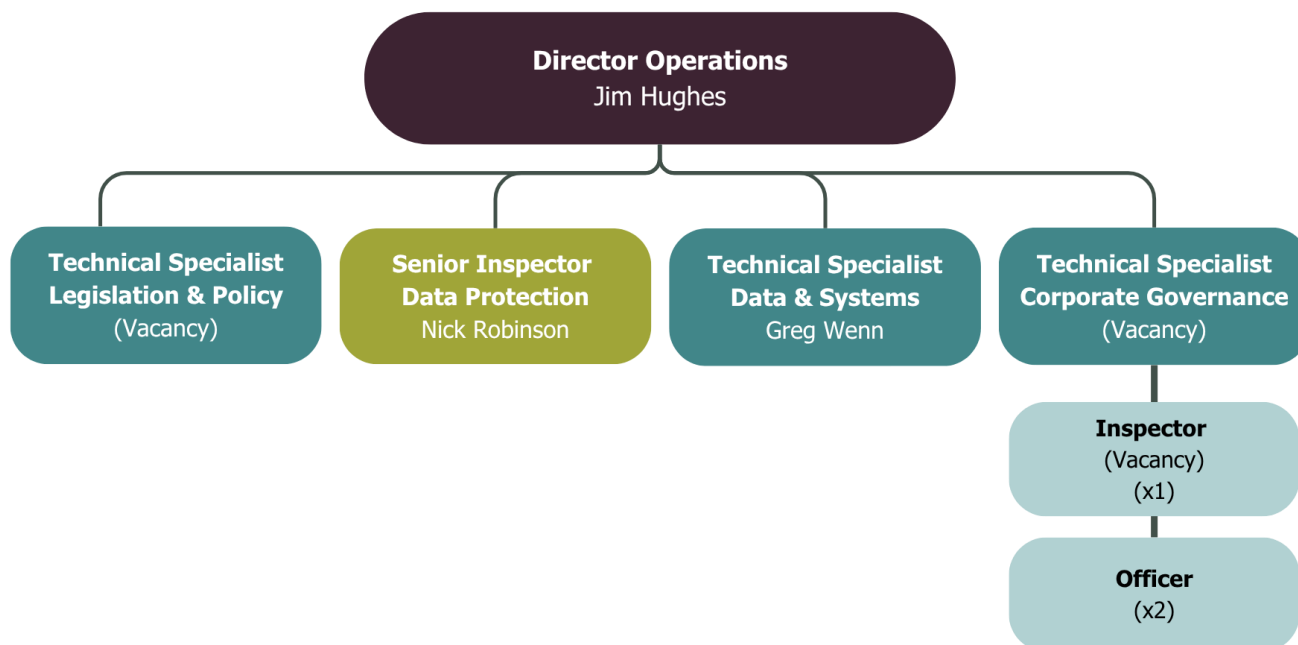 Director Operations
Jim Hughes
Technical Specialist
Legislation & Policy
(Vacancy)
Senior Inspector
Data Protection
Nick Robinson
Technical Specialist
Data & Systems
Greg Wenn
Technical Specialist
Corporate Governance
(Vacancy)
Inspector
(Vacancy)
(x1)
Officer
(x2)